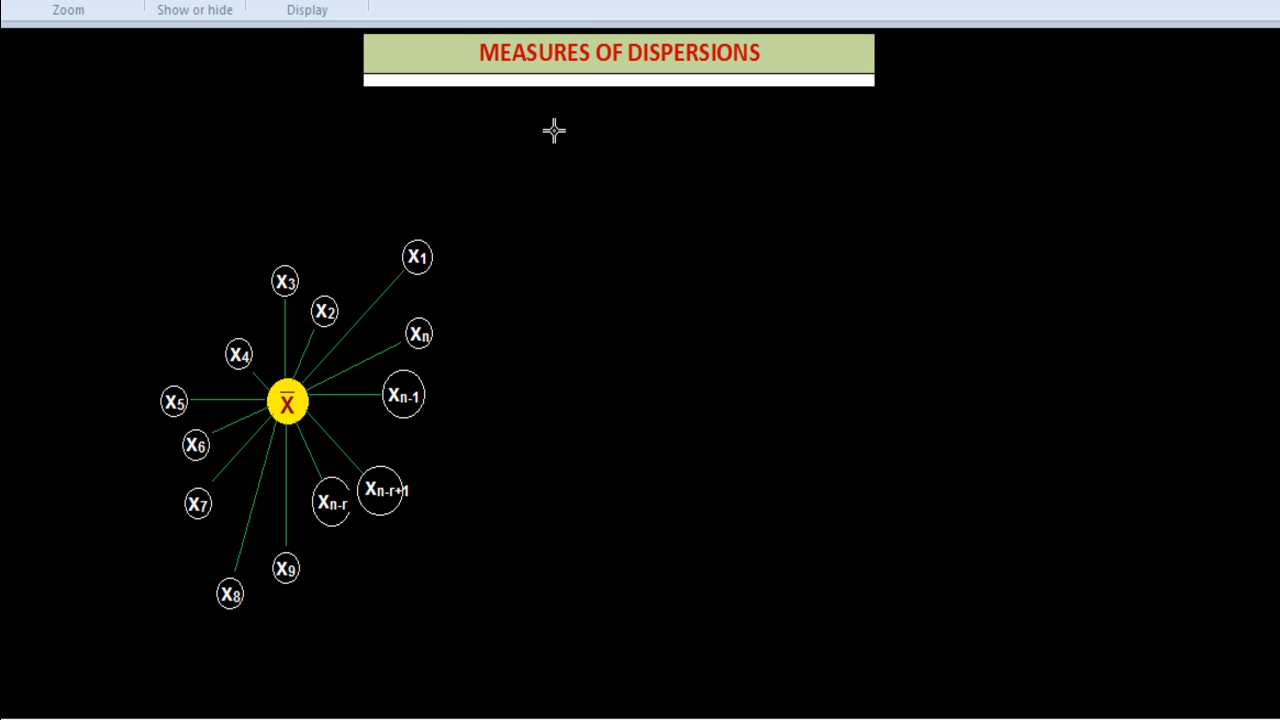 Zoom Show or hide Display
MEASURES OF DISPERSIONS
X1
X3
X2
Xn
X4
Xn-1
X5
X̅
X6
Xn-r+1
X7
Xn-r
X9
X8